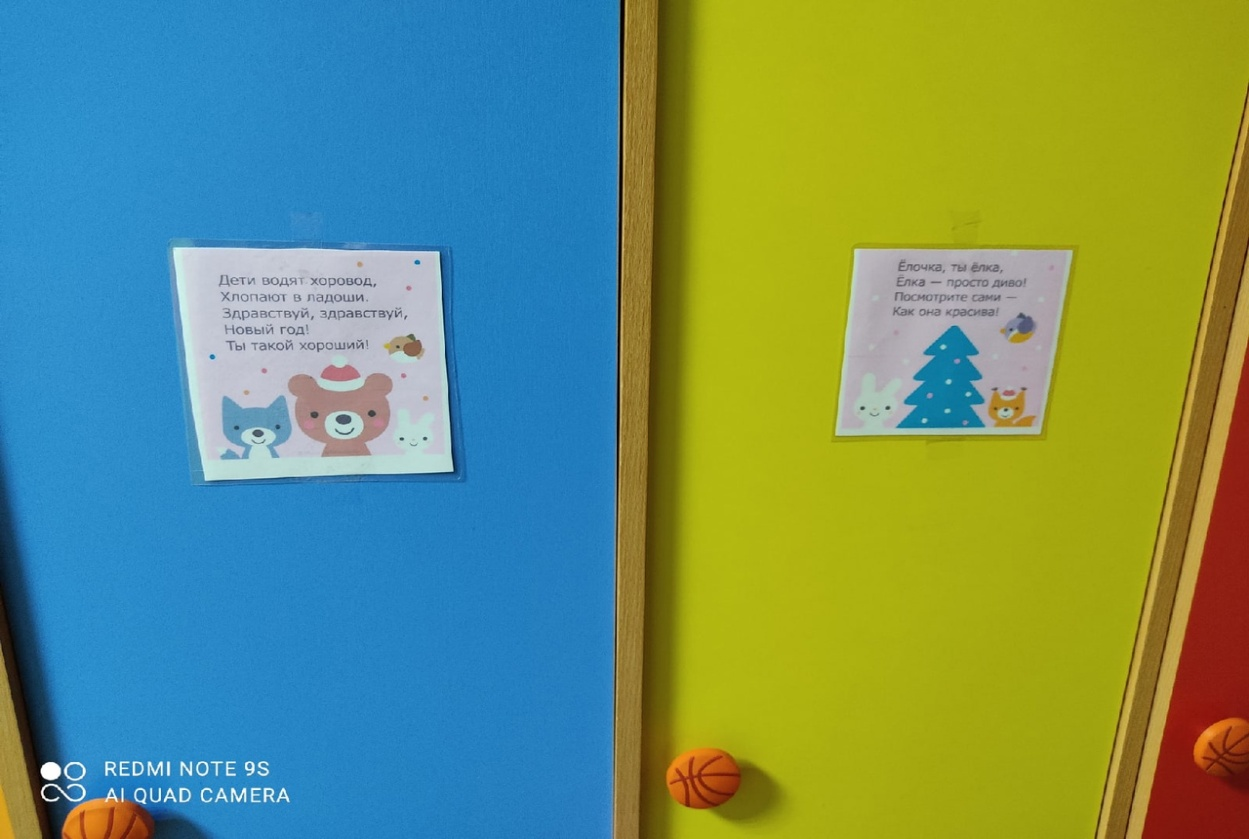 Дети водят хоровод,
Хлопают в ладоши.
Здравствуй, здравствуй,
Новый год!
Ты такой хороший!
Ёлочка, ты ёлка,
Ёлка — просто диво!
Посмотрите сами —
Как она красива!
REDMI NOTE 9S
AI QUAD CAMERA